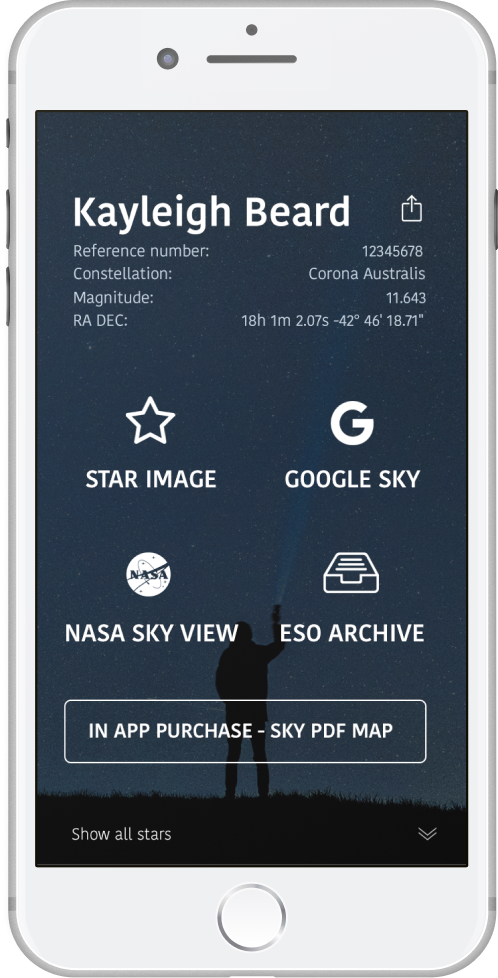 Kayleigh Beard
Reference number: 12345678
Constellation: Corona Australis
Magnitude: 11.643
RA DEC: 18h 1m 2.07s -42° 46' 18.71"
G
STAR IMAGE GOOGLE SKY
NASA
NASA SKY VIEW ESO ARCHIVE
IN APP PURCHASE - SKY PDF MAP
Show all stars